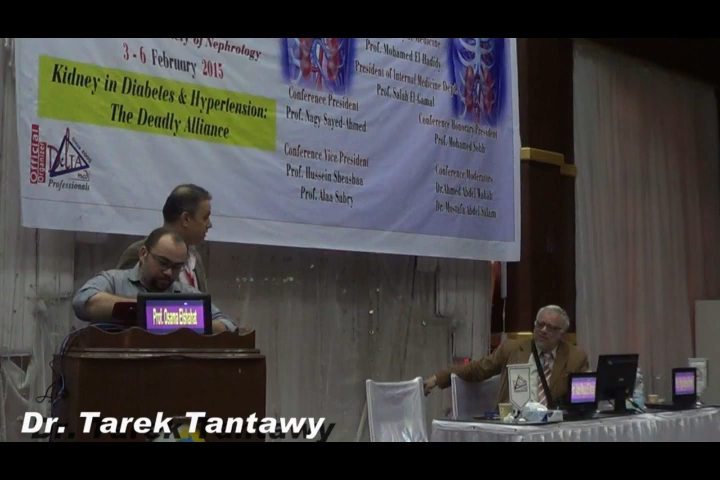 of Nephrology
3 - 6 February 2015
Kidney in Diabetes & Hypertension:
The Deadly Alliance
Official
Organizer
DELTA
Professionals
Conference President
Prof. Nagy Sayed-Ahmed
Conference Vice President
Prof. Hussein Sheashaa
Prof. Alaa Sabry
Prof. Mohamed El Hadidy
President of Internal Medicine
Prof. Salah El Gamal
Conference Honorary President
Prof. Mohamed Sobh
Conference Moderators
Dr. Ahmed Abdel Wahab
Dr. Mostafa Abdel Salam
Prof. Osama Elshahat
Dr. Tarek Tantawy